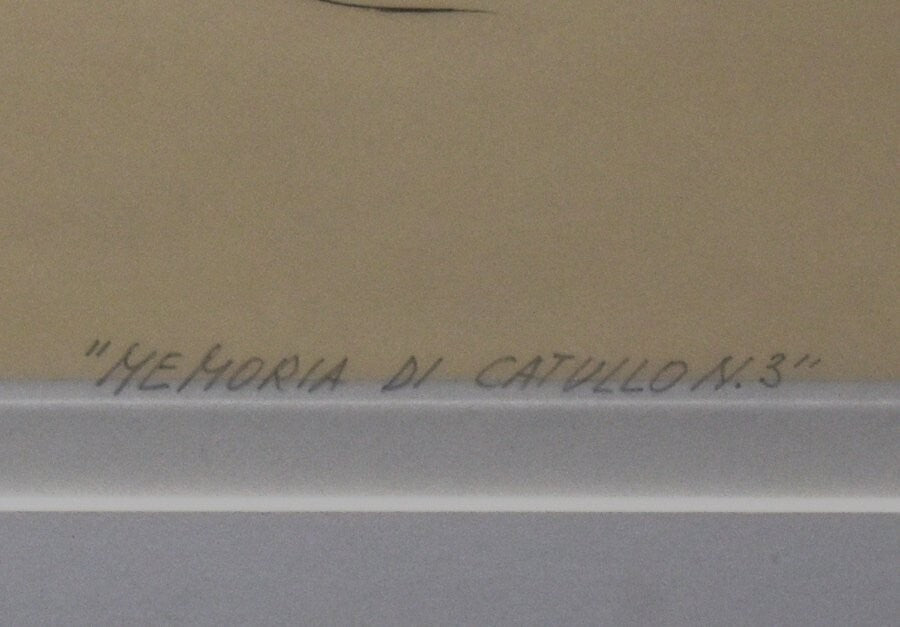 "MEMORIA DI CATULLO N.3"